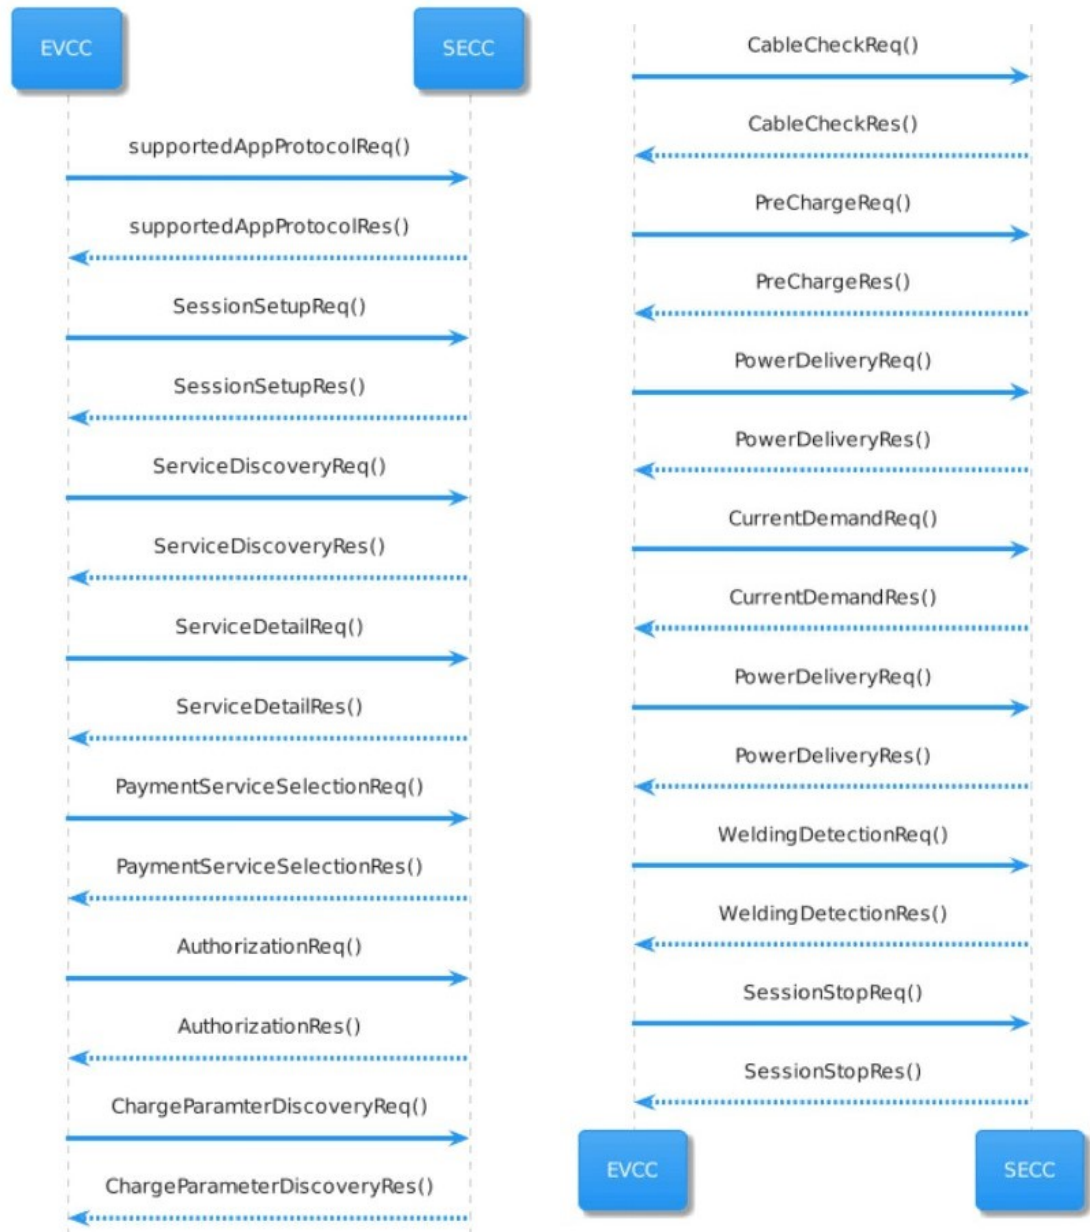 EVCC
SECC
supportedAppProtocolReq()
supportedAppProtocolRes()
SessionSetupReq()
SessionSetupRes()
ServiceDiscoveryReq()
ServiceDiscoveryRes()
ServiceDetailReq()
ServiceDetailRes()
PaymentServiceSelectionReq()
PaymentServiceSelectionRes()
AuthorizationReq()
AuthorizationRes()
ChargeParamterDiscoveryReq()
ChargeParameterDiscoveryRes()
CableCheckReq()
CableCheckRes()
PreChargeReq()
PreChargeRes()
PowerDeliveryReq()
PowerDeliveryRes()
CurrentDemandReq()
CurrentDemandRes()
PowerDeliveryReq()
PowerDeliveryRes()
WeldingDetectionReq()
WeldingDetectionRes()
SessionStopReq()
SessionStopRes()
EVCC
SECC